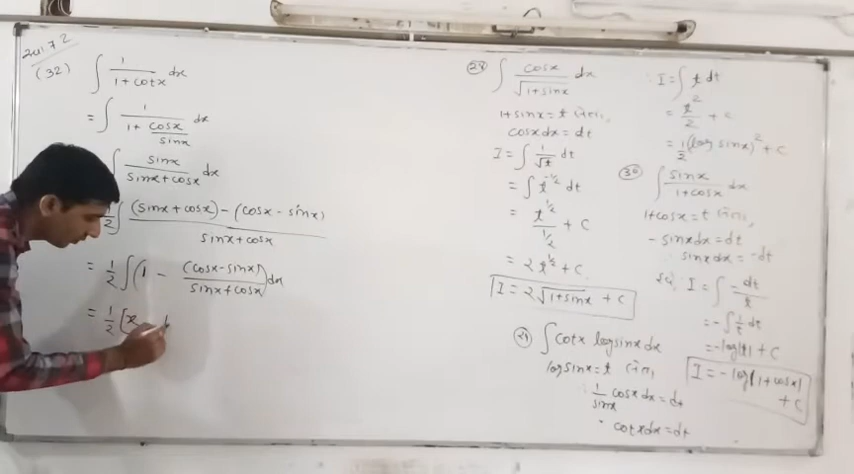 (32) ∫ 1/(1+cotx) dx
= ∫ 1/(1 + cosx/sinx) dx
∫ sinx/(sinx+cosx) dx
1/2 ∫ ((sinx+cosx) - (cosx-sinx))/(sinx+cosx)
= 1/2 ∫ (1 - (cosx-sinx)/(sinx+cosx)) dx
= 1/2 [x -
(28) ∫ cosx/√(1+sinx) dx
1+sinx = t
cosx dx = dt
I = ∫ 1/√t dt
= ∫ t^(-1/2) dt
= t^(1/2)/(1/2) + C
= 2 t^(1/2) + C
I = 2√(1+sinx) + C
(29) ∫ cotx log sinx dx
log sinx = t
1/sinx cosx dx = dt
cotx dx = dt
I = ∫ t dt
= t²/2 + C
= 1/2 (log sinx)² + C
(30) ∫ sinx/(1+cosx) dx
1+cosx = t
- sinx dx = dt
sinx dx = -dt
I = ∫ -dt/t
= -∫ 1/t dt
= -log|t| + C
I = -log|1+cosx| + C